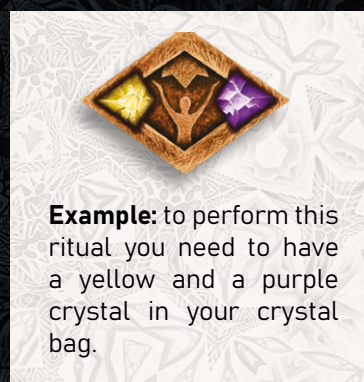 Example: to perform this
ritual you need to have
a yellow and a purple
crystal in your crystal
bag.